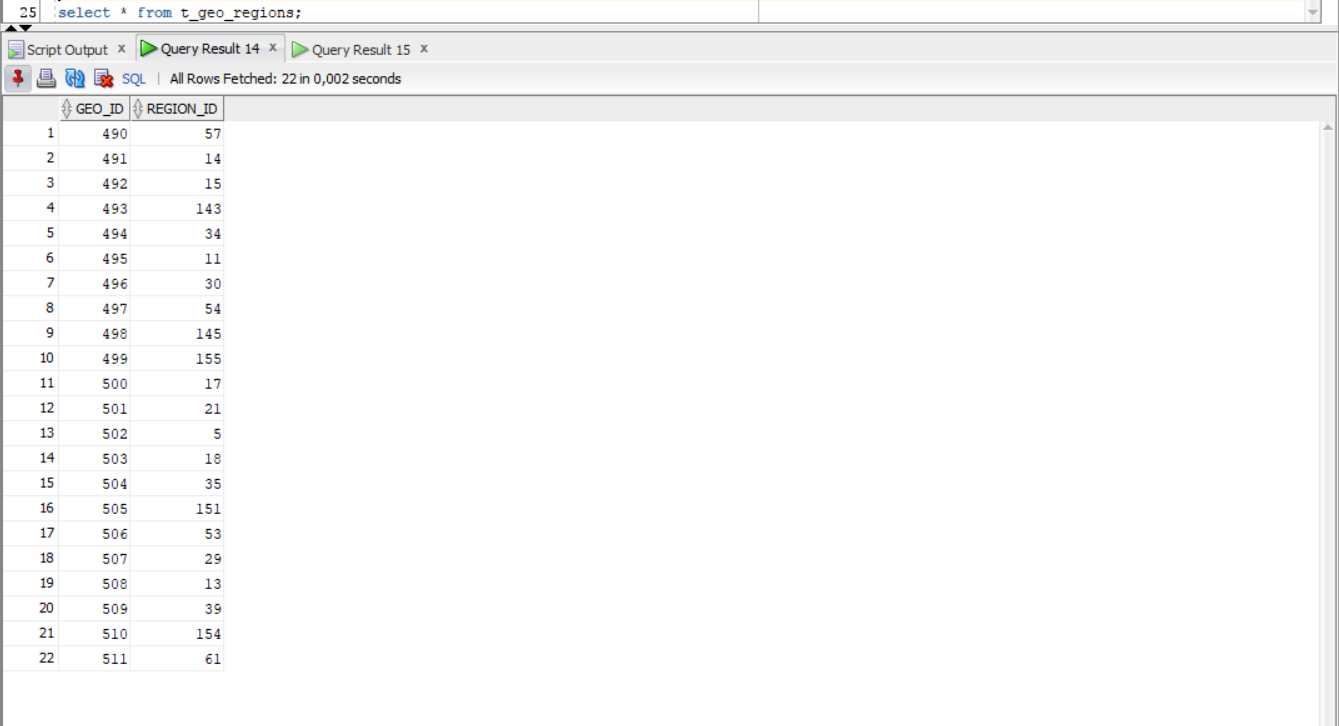 25 select * from t_geo_regions;
Script Output x Query Result 14 x Query Result 15 x
SQL | All Rows Fetched: 22 in 0,002 seconds
GEO_ID REGION_ID
1 490 57
2 491 14
3 492 15
4 493 143
5 494 34
6 495 11
7 496 30
8 497 54
9 498 145
10 499 155
11 500 17
12 501 21
13 502 5
14 503 18
15 504 35
16 505 151
17 506 53
18 507 29
19 508 13
20 509 39
21 510 154
22 511 61